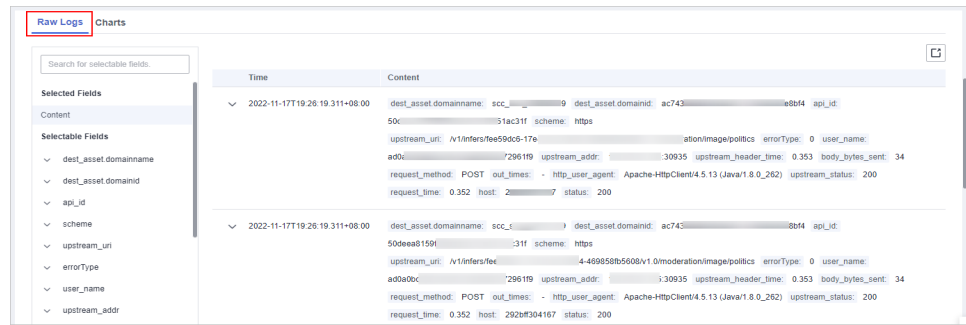 Raw Logs Charts
Search for selectable fields.
Selected Fields
Content
Selectable Fields
dest_asset.domainname
dest_asset.domainid
api_id
scheme
upstream_uri
errorType
user_name
upstream_addr
Time Content
2022-11-17T19:26:19.311+08:00 dest_asset.domainname: scc_ 9 dest_asset.domainid: ac743 e8bf4 api_id:
50c 51ac31f scheme: https
upstream_uri: /v1/infers/fee59dc6-17e ation/image/politics errorType: 0 user_name:
ad0a 72961f9 upstream_addr: :30935 upstream_header_time: 0.353 body_bytes_sent: 34
request_method: POST out_times: - http_user_agent: Apache-HttpClient/4.5.13 (Java/1.8.0_262) upstream_status: 200
request_time: 0.352 host: 2 7 status: 200
2022-11-17T19:26:19.311+08:00 dest_asset.domainname: scc_ dest_asset.domainid: ac743 8bf4 api_id:
50deea8159f :31f scheme: https
upstream_uri: /v1/infers/fee 4-469858fb5608/v1.0/moderation/image/politics errorType: 0 user_name:
ad0a0bc 72961f9 upstream_addr: 5:30935 upstream_header_time: 0.353 body_bytes_sent: 34
request_method: POST out_times: - http_user_agent: Apache-HttpClient/4.5.13 (Java/1.8.0_262) upstream_status: 200
request_time: 0.352 host: 292bff304167 status: 200